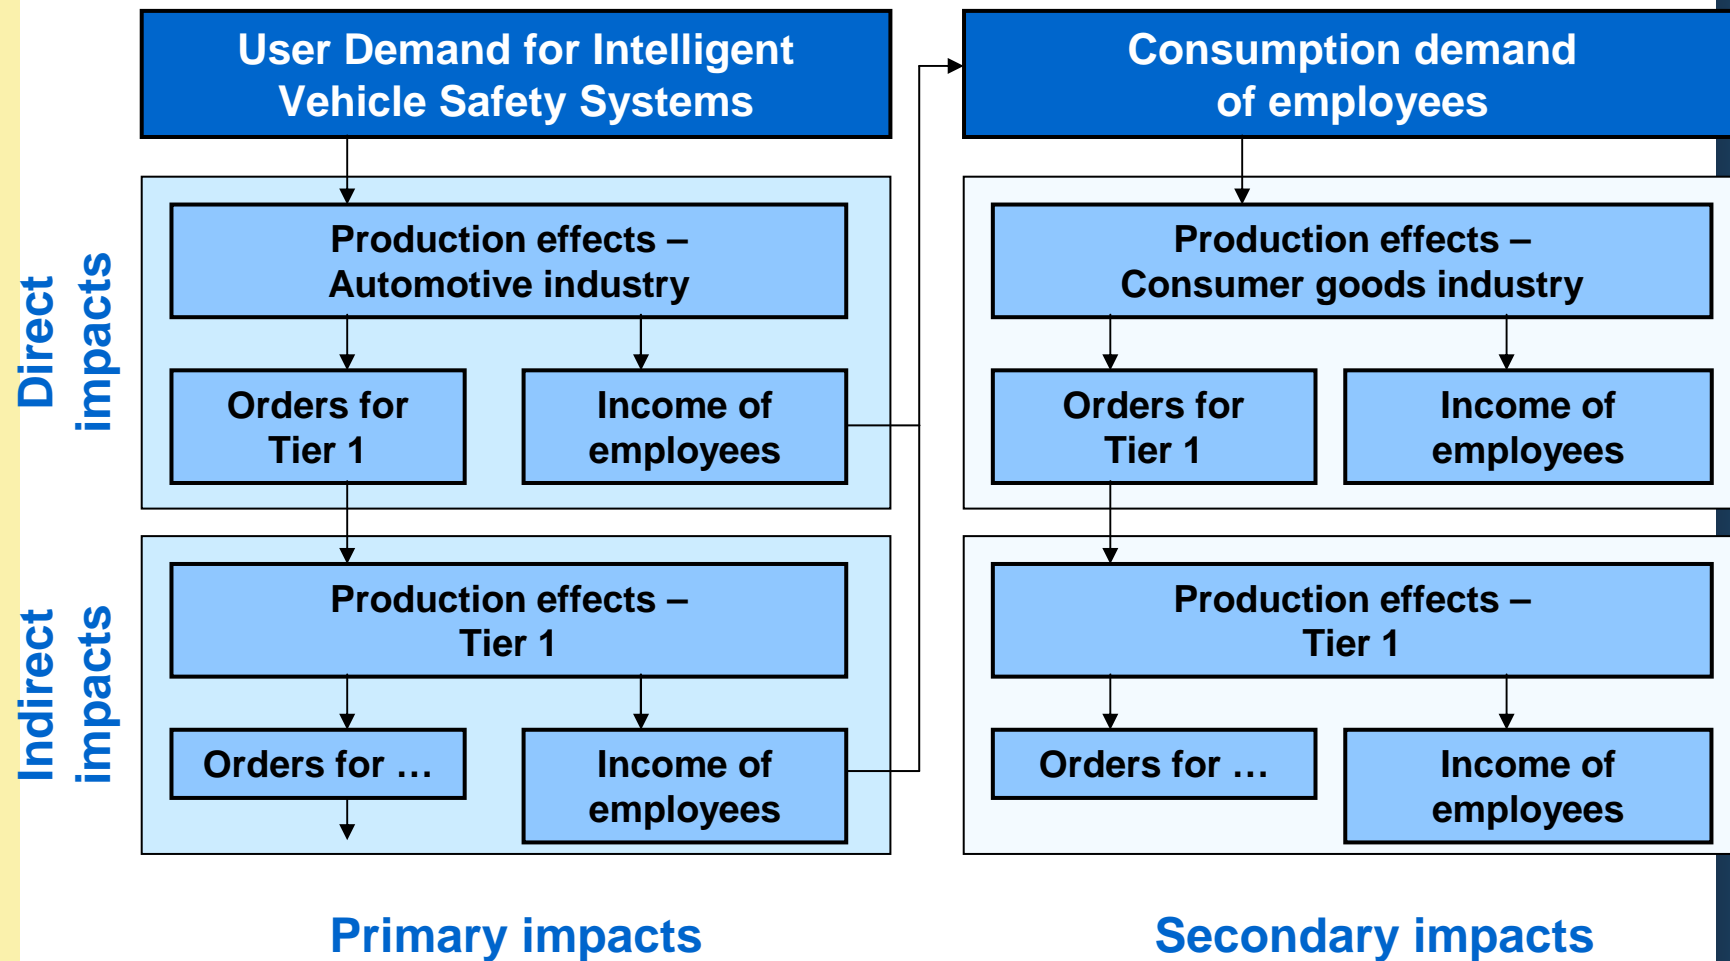 User Demand for Intelligent
Vehicle Safety Systems
Consumption demand
of employees
Direct
impacts
Production effects –
Automotive industry
Orders for
Tier 1
Income of
employees
Production effects –
Consumer goods industry
Orders for
Tier 1
Income of
employees
Indirect
impacts
Production effects –
Tier 1
Orders for …
Income of
employees
Production effects –
Tier 1
Orders for …
Income of
employees
Primary impacts
Secondary impacts